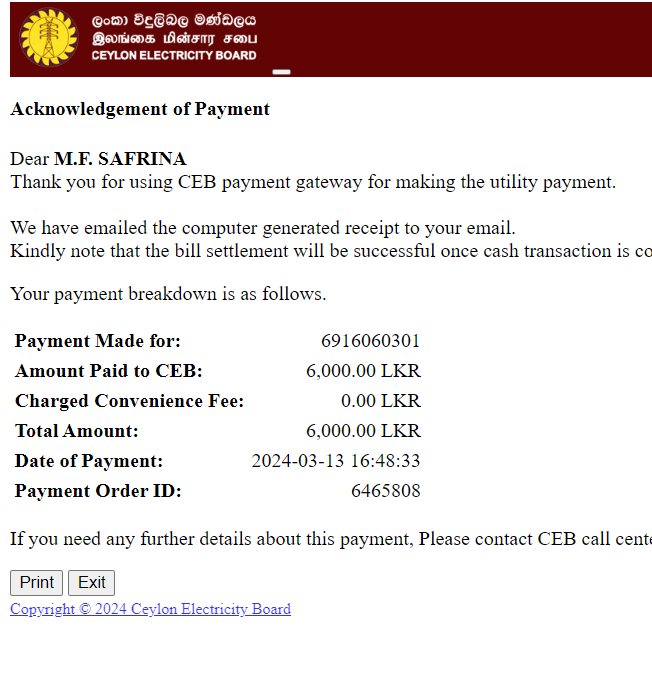 ලංකා විදුලිබල මණ්ඩලය
இலங்கை மின்சார சபை
CEYLON ELECTRICITY BOARD
Acknowledgement of Payment
Dear M.F. SAFRINA
Thank you for using CEB payment gateway for making the utility payment.
We have emailed the computer generated receipt to your email.
Kindly note that the bill settlement will be successful once cash transaction is co
Your payment breakdown is as follows.
Payment Made for: 6916060301
Amount Paid to CEB: 6,000.00 LKR
Charged Convenience Fee: 0.00 LKR
Total Amount: 6,000.00 LKR
Date of Payment: 2024-03-13 16:48:33
Payment Order ID: 6465808
If you need any further details about this payment, Please contact CEB call cente
Print Exit
Copyright © 2024 Ceylon Electricity Board